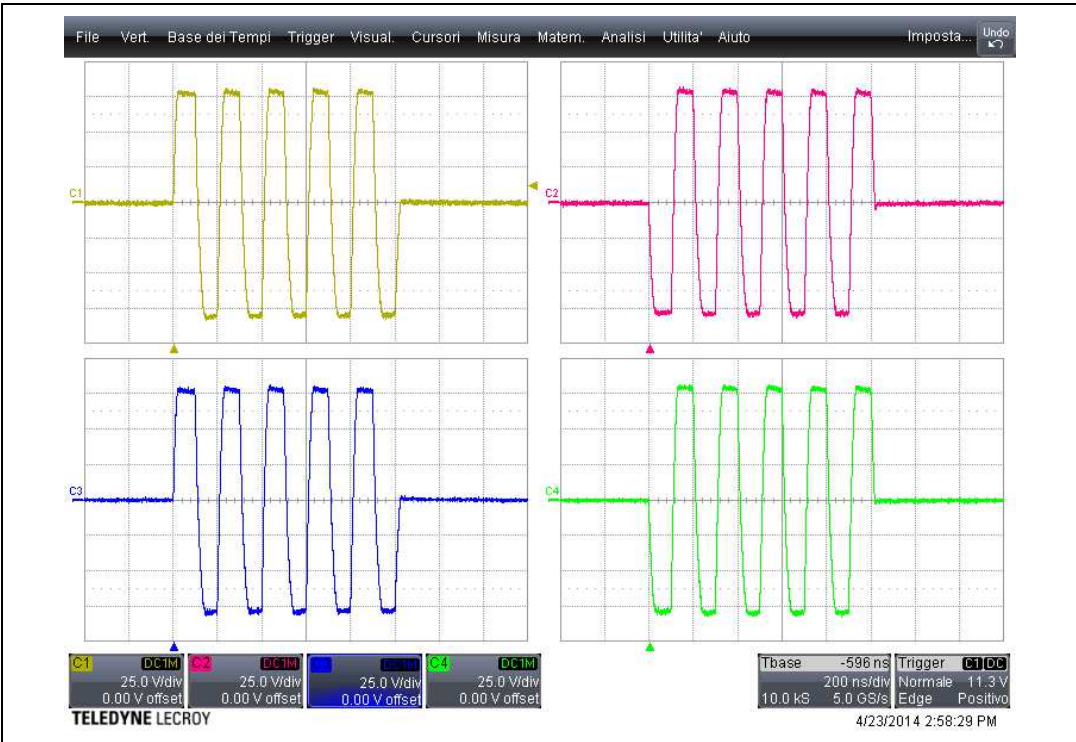 File Vert. Base dei Tempi Trigger Visual. Cursori Misura Matem. Analisi Utilita' Aiuto Imposta... Undo
C1
C2
C3
C4
C1 DC1M
25.0 V/div
0.00 V offset
C2 DC1M
25.0 V/div
0.00 V offset
25.0 V/div
0.00 V offset
C4 DC1M
25.0 V/div
0.00 V offset
Tbase -596 ns
200 ns/div
10.0 kS 5.0 GS/s
Trigger C1 DC
Normale 11.3 V
Edge Positivo
TELEDYNE LECROY
4/23/2014 2:58:29 PM